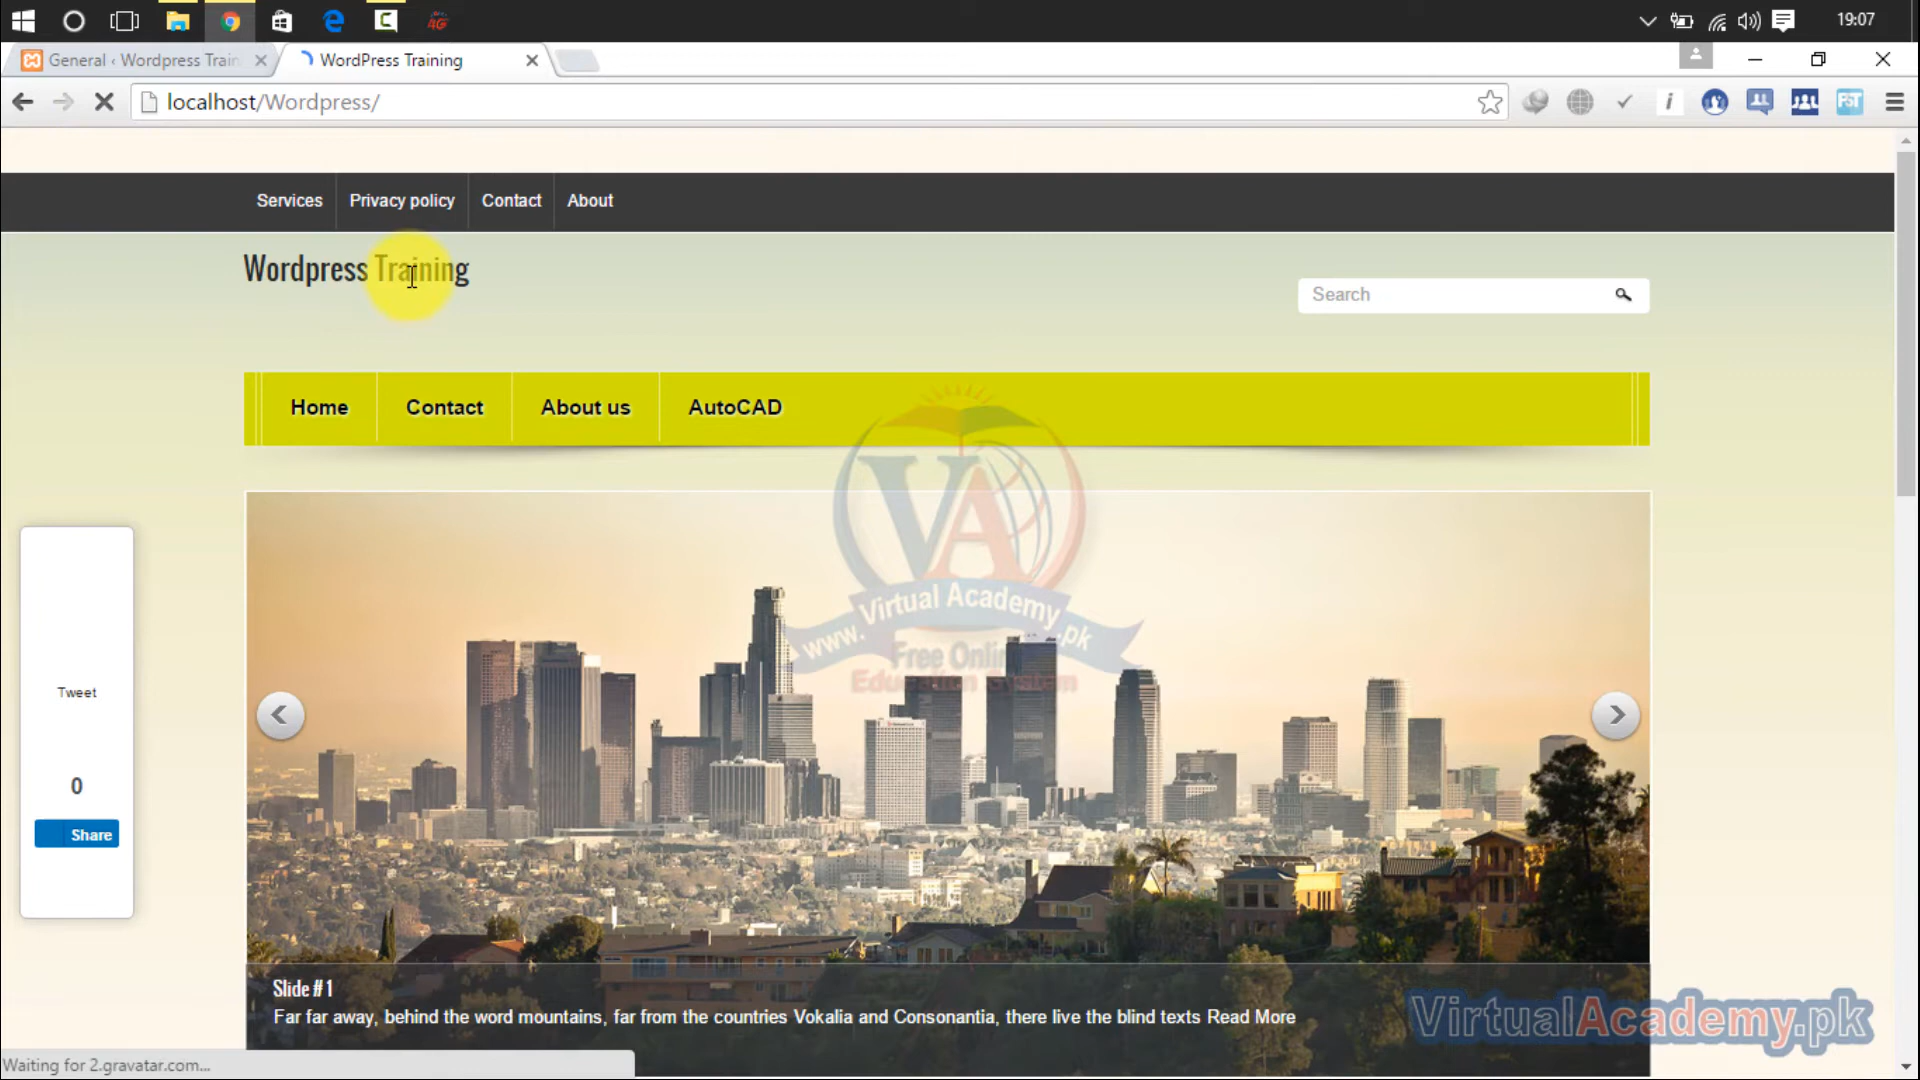 4G
19:07
General ‹ Wordpress Train
WordPress Training
localhost/Wordpress/
Services
Privacy policy
Contact
About
Wordpress Training
Search
Home
Contact
About us
AutoCAD
VA
www.VirtualAcademy.pk
Free Online
Education System
Tweet
0
Share
Slide # 1
Far far away, behind the word mountains, far from the countries Vokalia and Consonantia, there live the blind texts Read More
VirtualAcademy.pk
Waiting for 2.gravatar.com...